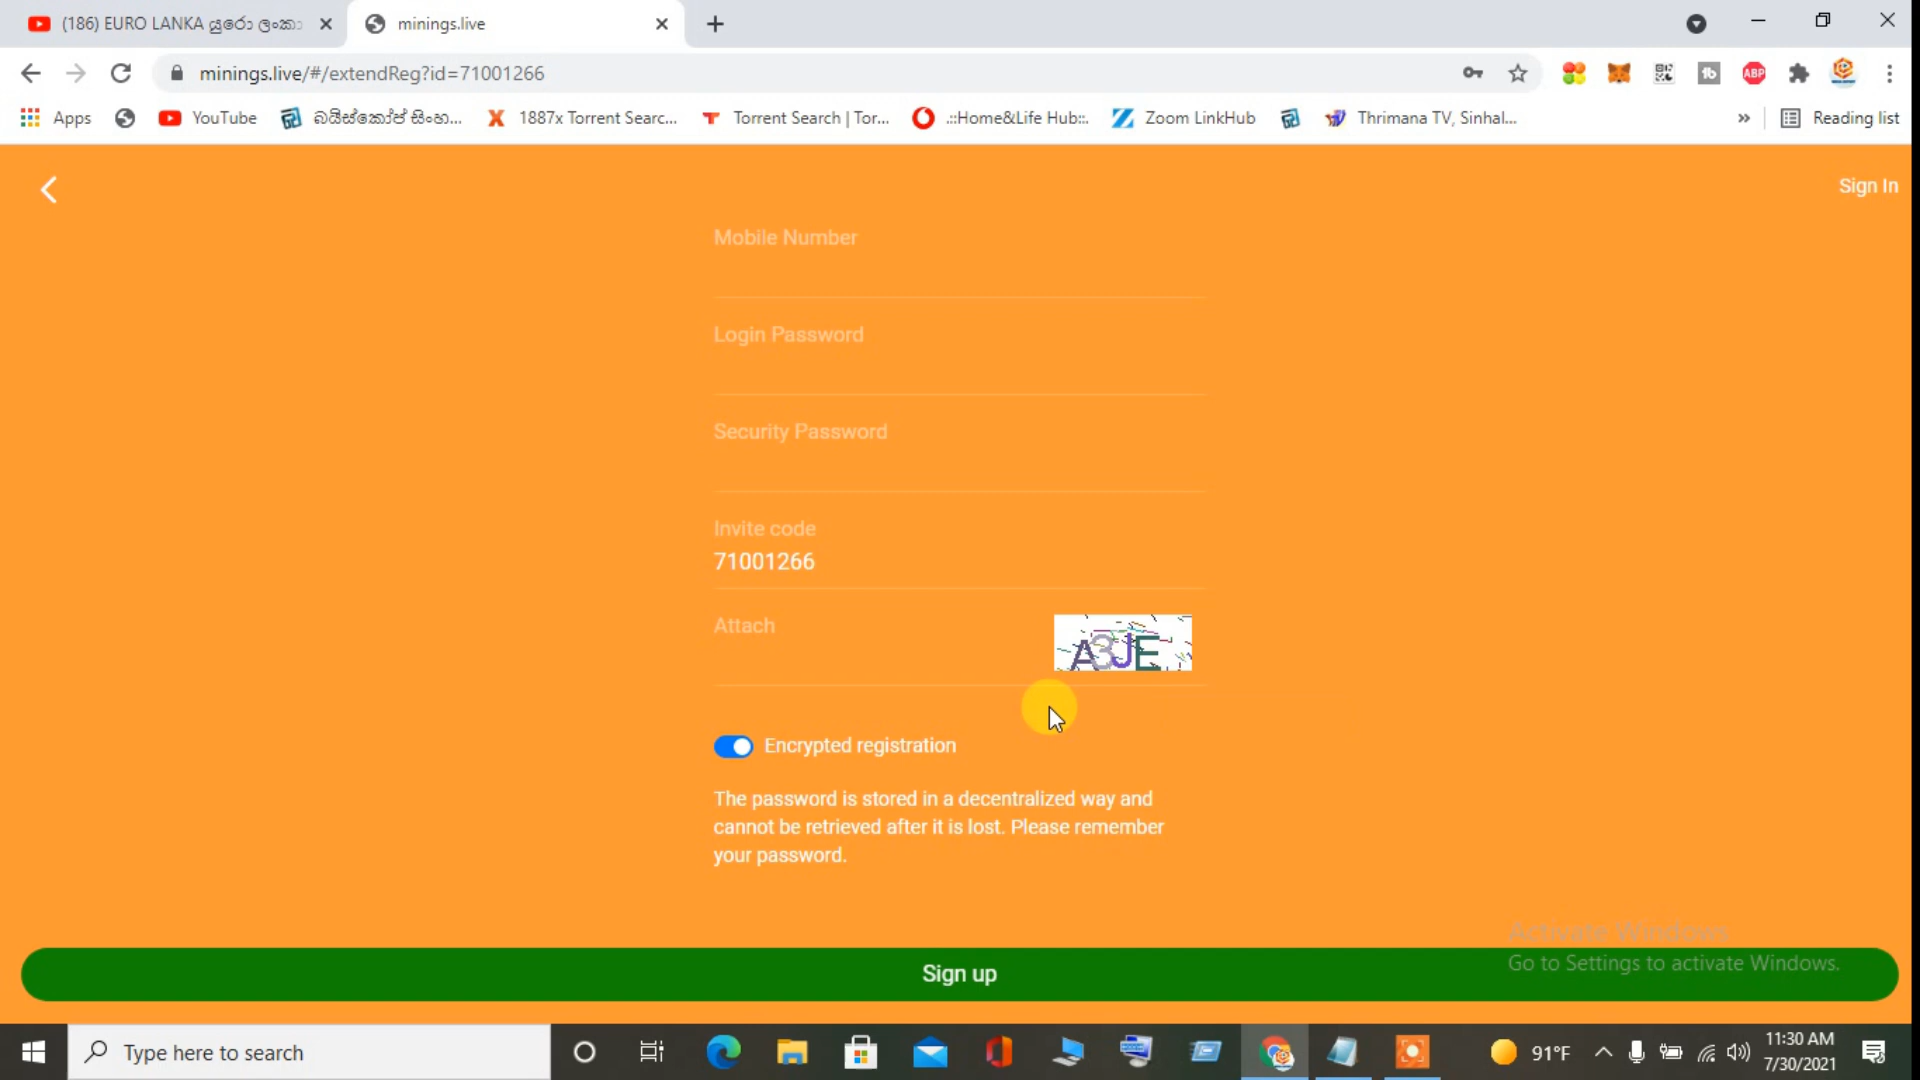 (186) EURO LANKA යුරෝ ලංකා
minings.live
minings.live/#/extendReg?id=71001266
Apps
YouTube
බයිස්කෝප් සිංහ...
1887x Torrent Searc...
Torrent Search | Tor...
.::Home&Life Hub::.
Zoom LinkHub
Thrimana TV, Sinhal...
»
Reading list
Sign In
Mobile Number
Login Password
Security Password
Invite code
71001266
Attach
A3JE
Encrypted registration
The password is stored in a decentralized way and
cannot be retrieved after it is lost. Please remember
your password.
Activate Windows
Go to Settings to activate Windows.
Sign up
Type here to search
91°F
11:30 AM
7/30/2021
ABP